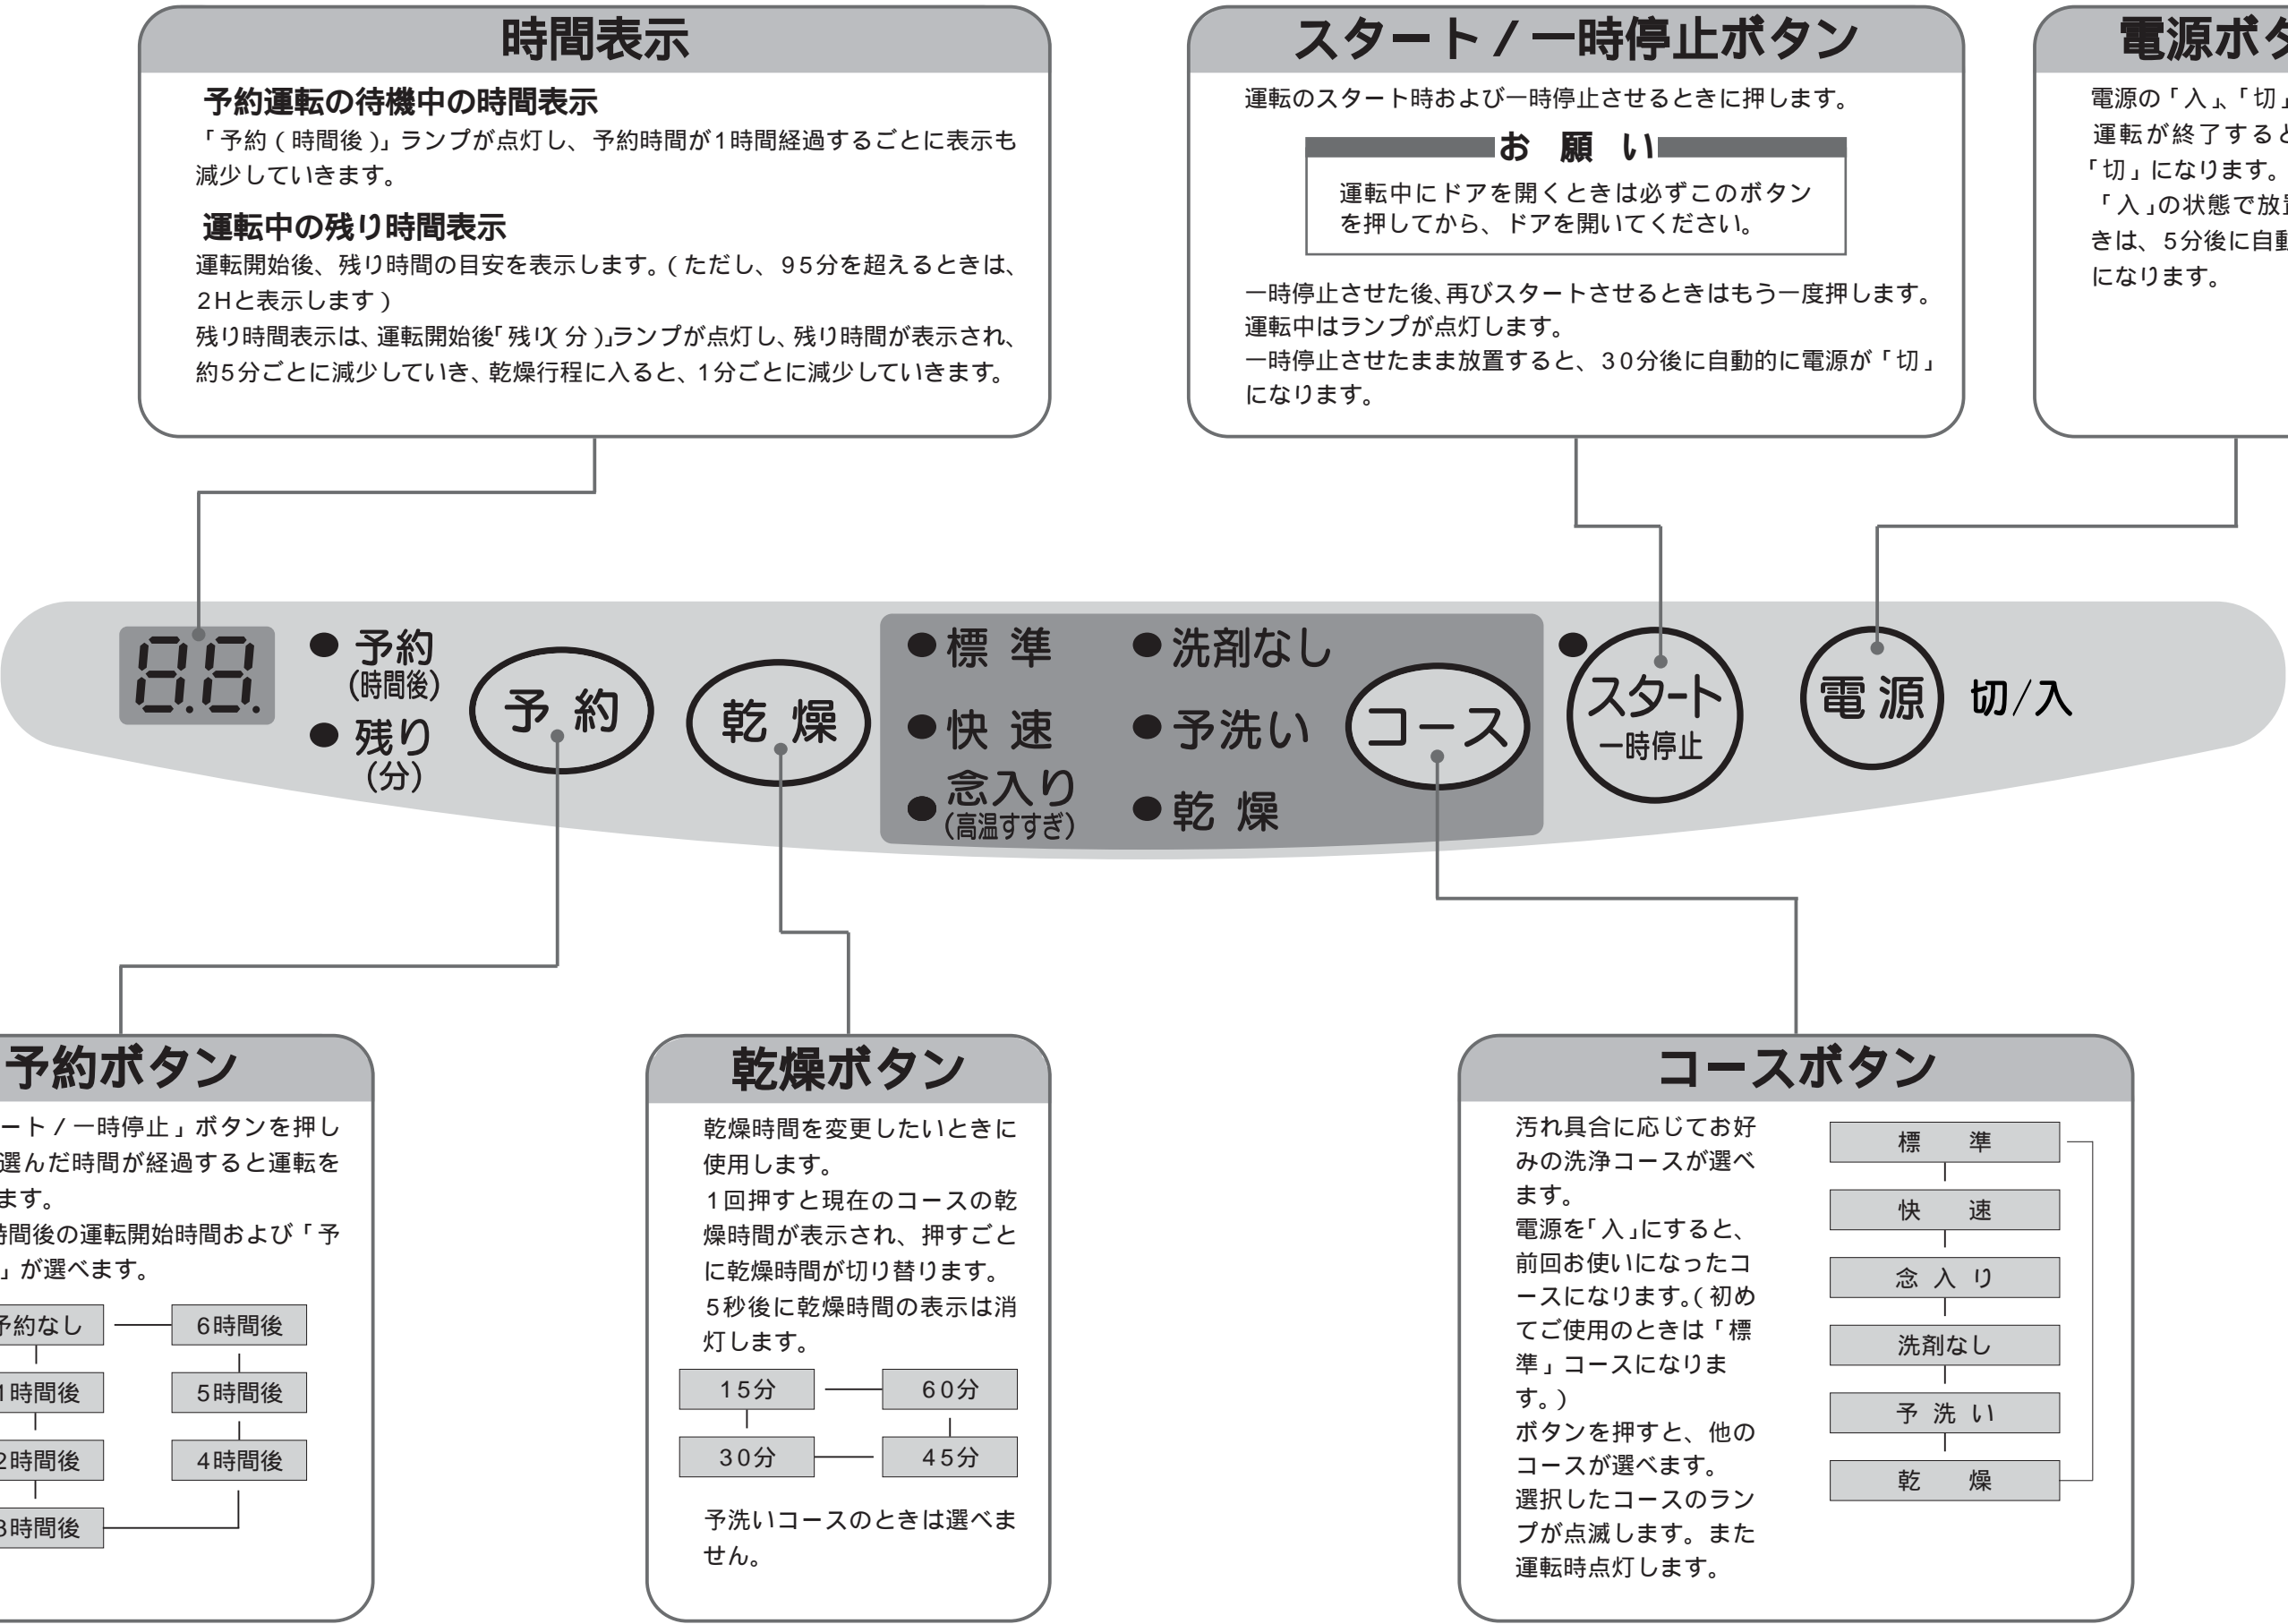 時間表示
予約運転の待機中の時間表示
「予約(時間後)」ランプが点灯し、予約時間が1時間経過するごとに表示も
減少していきます。
運転中の残り時間表示
運転開始後、残り時間の目安を表示します。(ただし、95分を超えるときは、
2Hと表示します)
残り時間表示は、運転開始後「残り(分)」ランプが点灯し、残り時間が表示され、
約5分ごとに減少していき、乾燥行程に入ると、1分ごとに減少していきます。
スタート/一時停止ボタン
運転のスタート時および一時停止させるときに押します。
お願い
運転中にドアを開くときは必ずこのボタン
を押してから、ドアを開いてください。
一時停止させた後、再びスタートさせるときはもう一度押します。
運転中はランプが点灯します。
一時停止させたまま放置すると、30分後に自動的に電源が「切」
になります。
電源ボタ
電源の「入」、「切」
運転が終了すると
「切」になります。
「入」の状態で放置
きは、5分後に自動
になります。
88
予約
(時間後)
残り
(分)
予約
乾燥
標準
快速
念入り
(高温すすぎ)
洗剤なし
予洗い
乾燥
コース
スタート
一時停止
電源
切/入
予約ボタン
ート/一時停止」ボタンを押し
選んだ時間が経過すると運転を
ます。
時間後の運転開始時間および「予
」が選べます。
予約なし
1時間後
2時間後
3時間後
6時間後
5時間後
4時間後
乾燥ボタン
乾燥時間を変更したいときに
使用します。
1回押すと現在のコースの乾
燥時間が表示され、押すごと
に乾燥時間が切り替ります。
5秒後に乾燥時間の表示は消
灯します。
15分
60分
30分
45分
予洗いコースのときは選べま
せん。
コースボタン
汚れ具合に応じてお好
みの洗浄コースが選べ
ます。
電源を「入」にすると、
前回お使いになったコ
ースになります。(初め
てご使用のときは「標
準」コースになりま
す。)
ボタンを押すと、他の
コースが選べます。
選択したコースのラン
プが点滅します。また
運転時点灯します。
標準
快速
念入り
洗剤なし
予洗い
乾燥